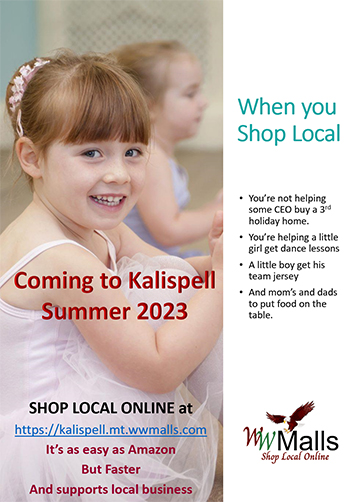 When you
Shop Local
• You're not helping
some CEO buy a 3rd
holiday home.
• You're helping a little
girl get dance lessons
• A little boy get his
team jersey
• And mom's and dads
to put food on the
table.
Coming to Kalispell
Summer 2023
SHOP LOCAL ONLINE at
https://kalispell.mt.wwmalls.com
It's as easy as Amazon
But Faster
And supports local business
WWMalls
Shop Local Online